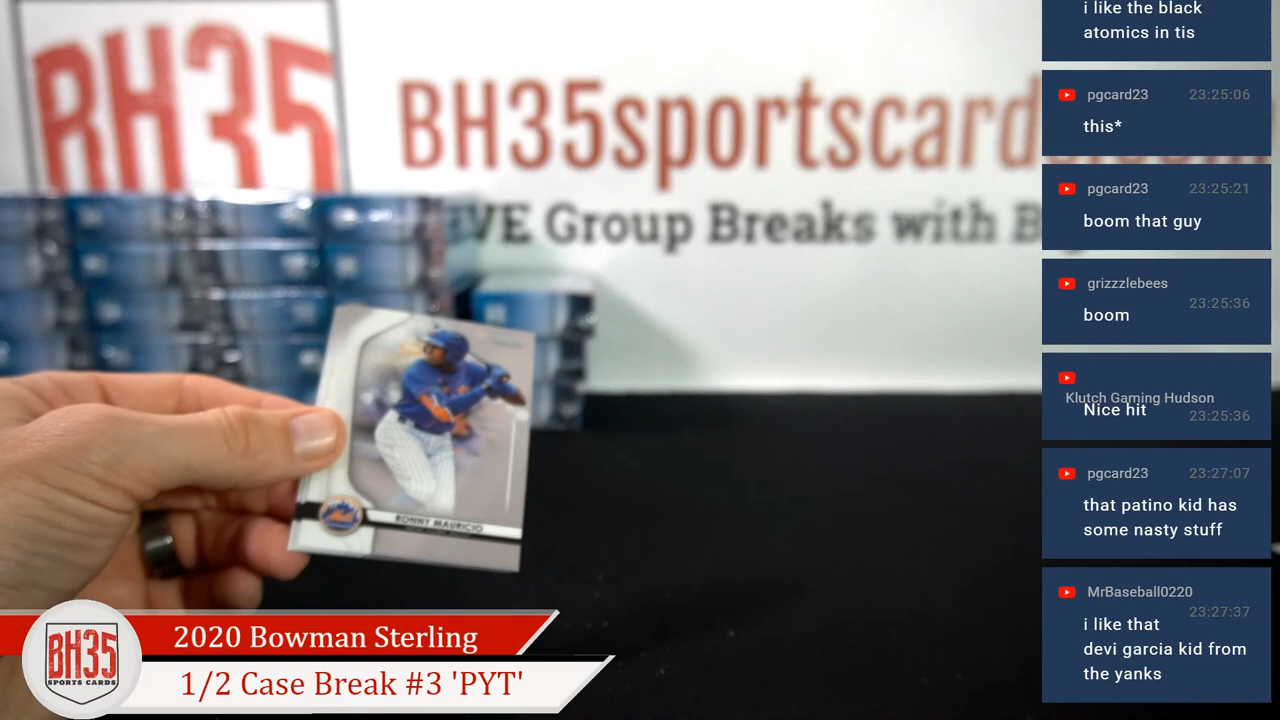 BH35
BH35sportscard
LIVE Group Breaks with B
RONNY MAURICIO
BH35
SPORTS CARDS
2020 Bowman Sterling
1/2 Case Break #3 'PYT'
i like the black
atomics in tis
pgcard23 23:25:06
this*
pgcard23 23:25:21
boom that guy
grizzzlebees
23:25:36
boom
Klutch Gaming Hudson
Nice hit
23:25:36
pgcard23 23:27:07
that patino kid has
some nasty stuff
MrBaseball0220
23:27:37
i like that
devi garcia kid from
the yanks